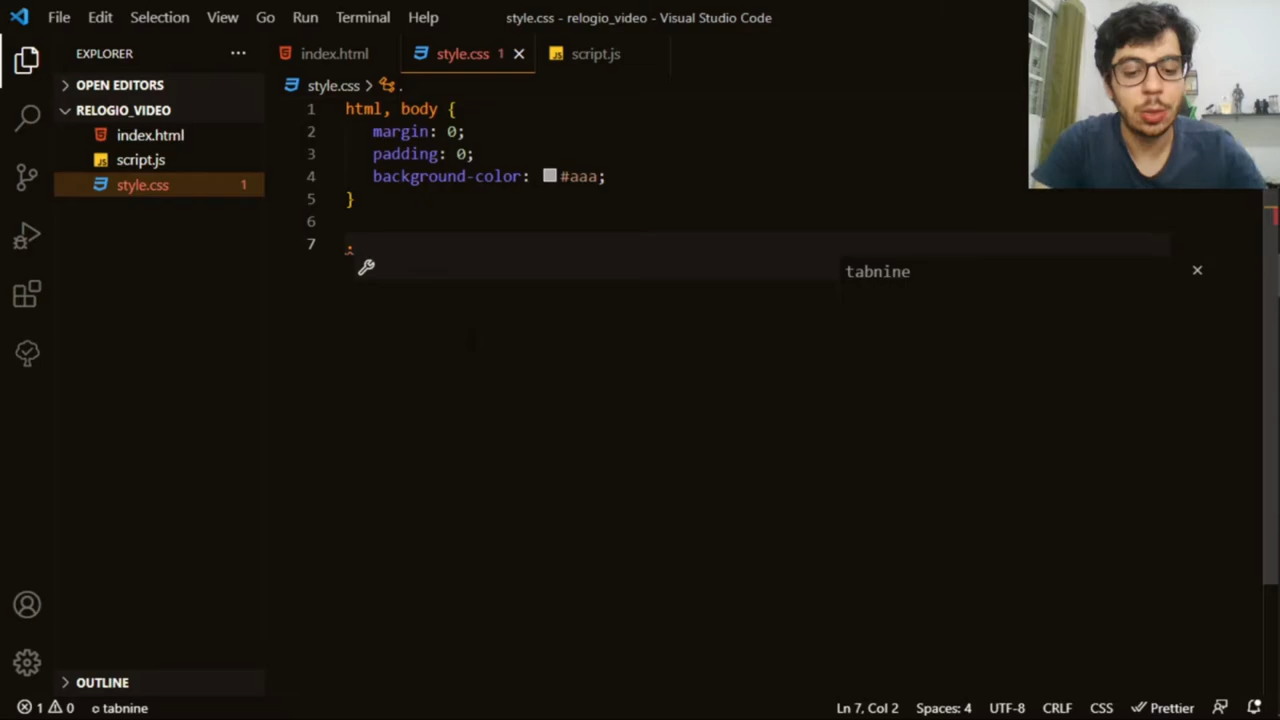 File Edit Selection View Go Run Terminal Help
style.css - relogio_video - Visual Studio Code
EXPLORER ...
index.html
style.css 1
script.js
OPEN EDITORS
style.css > .
RELOGIO_VIDEO
index.html
script.js
style.css 1
1 html, body {
2 margin: 0;
3 padding: 0;
4 background-color: #aaa;
5 }
6
7 .
tabnine
OUTLINE
1 0 tabnine
Ln 7, Col 2 Spaces: 4 UTF-8 CRLF CSS Prettier